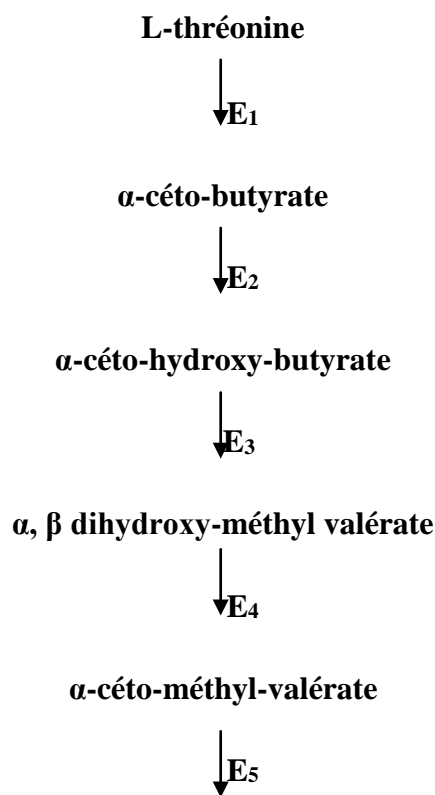 L-thréonine
E₁
α-céto-butyrate
E₂
α-céto-hydroxy-butyrate
E₃
α, β dihydroxy-méthyl valérate
E₄
α-céto-méthyl-valérate
E₅